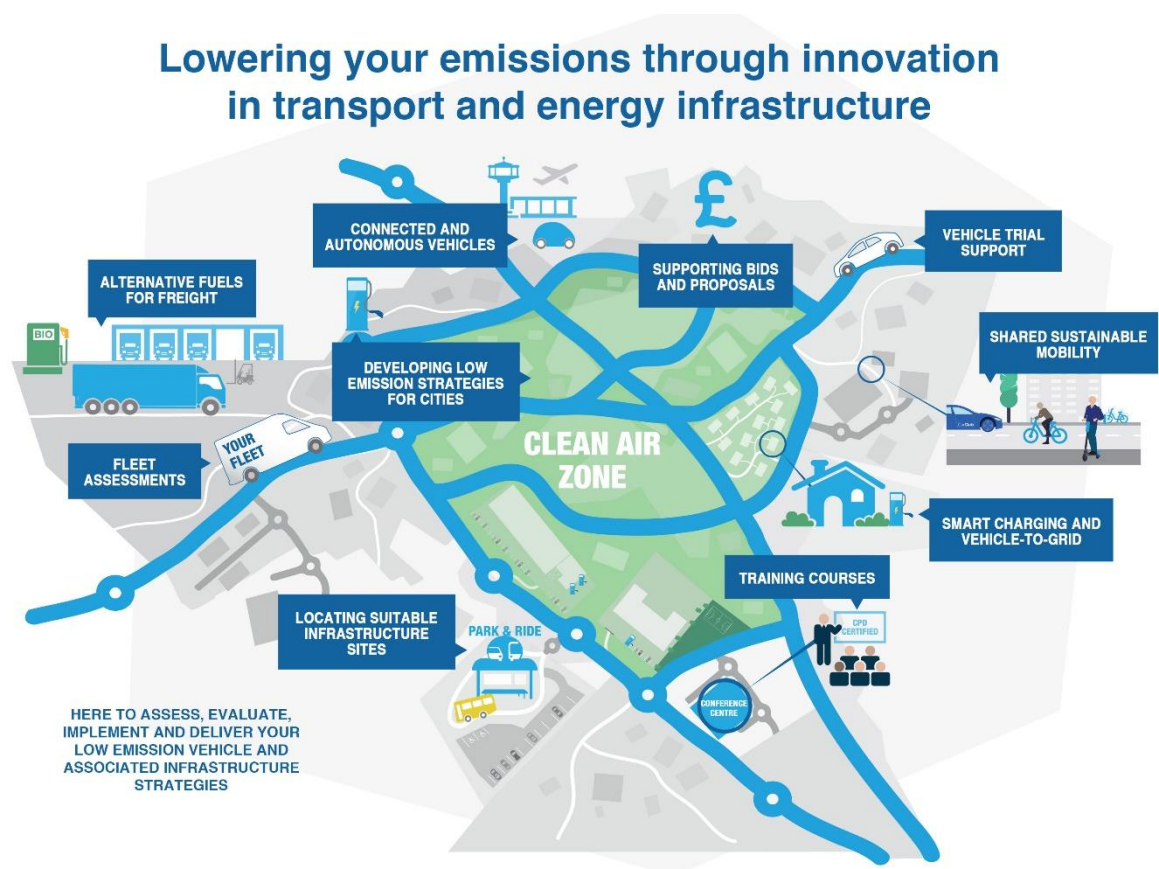 Lowering your emissions through innovation
in transport and energy infrastructure
CONNECTED AND
AUTONOMOUS VEHICLES
£
SUPPORTING BIDS
AND PROPOSALS
VEHICLE TRIAL
SUPPORT
ALTERNATIVE FUELS
FOR FREIGHT
BIO
DEVELOPING LOW
EMISSION STRATEGIES
FOR CITIES
SHARED SUSTAINABLE
MOBILITY
YOUR
FLEET
FLEET
ASSESSMENTS
CLEAN AIR
ZONE
SMART CHARGING AND
VEHICLE-TO-GRID
TRAINING COURSES
CPD
CERTIFIED
LOCATING SUITABLE
INFRASTRUCTURE
SITES
PARK & RIDE
CONFERENCE
CENTRE
HERE TO ASSESS, EVALUATE,
IMPLEMENT AND DELIVER YOUR
LOW EMISSION VEHICLE AND
ASSOCIATED INFRASTRUCTURE
STRATEGIES